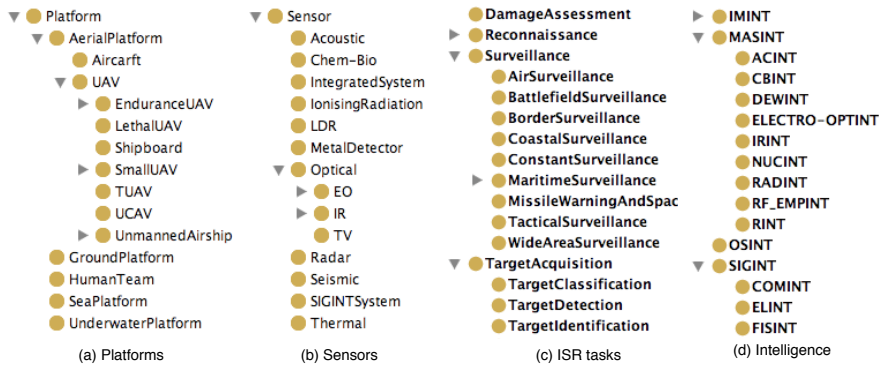 Platform
AerialPlatform
Aircarft
UAV
EnduranceUAV
LethalUAV
Shipboard
SmallUAV
TUAV
UCAV
UnmannedAirship
GroundPlatform
HumanTeam
SeaPlatform
UnderwaterPlatform
(a) Platforms
Sensor
Acoustic
Chem-Bio
IntegratedSystem
IonisingRadiation
LDR
MetalDetector
Optical
EO
IR
TV
Radar
Seismic
SIGINTSystem
Thermal
(b) Sensors
DamageAssessment
Reconnaissance
Surveillance
AirSurveillance
BattlefieldSurveillance
BorderSurveillance
CoastalSurveillance
ConstantSurveillance
MaritimeSurveillance
MissileWarningAndSpac
TacticalSurveillance
WideAreaSurveillance
TargetAcquisition
TargetClassification
TargetDetection
TargetIdentification
(c) ISR tasks
IMINT
MASINT
ACINT
CBINT
DEWINT
ELECTRO-OPTINT
IRINT
NUCINT
RADINT
RF_EMPINT
RINT
OSINT
SIGINT
COMINT
ELINT
FISINT
(d) Intelligence